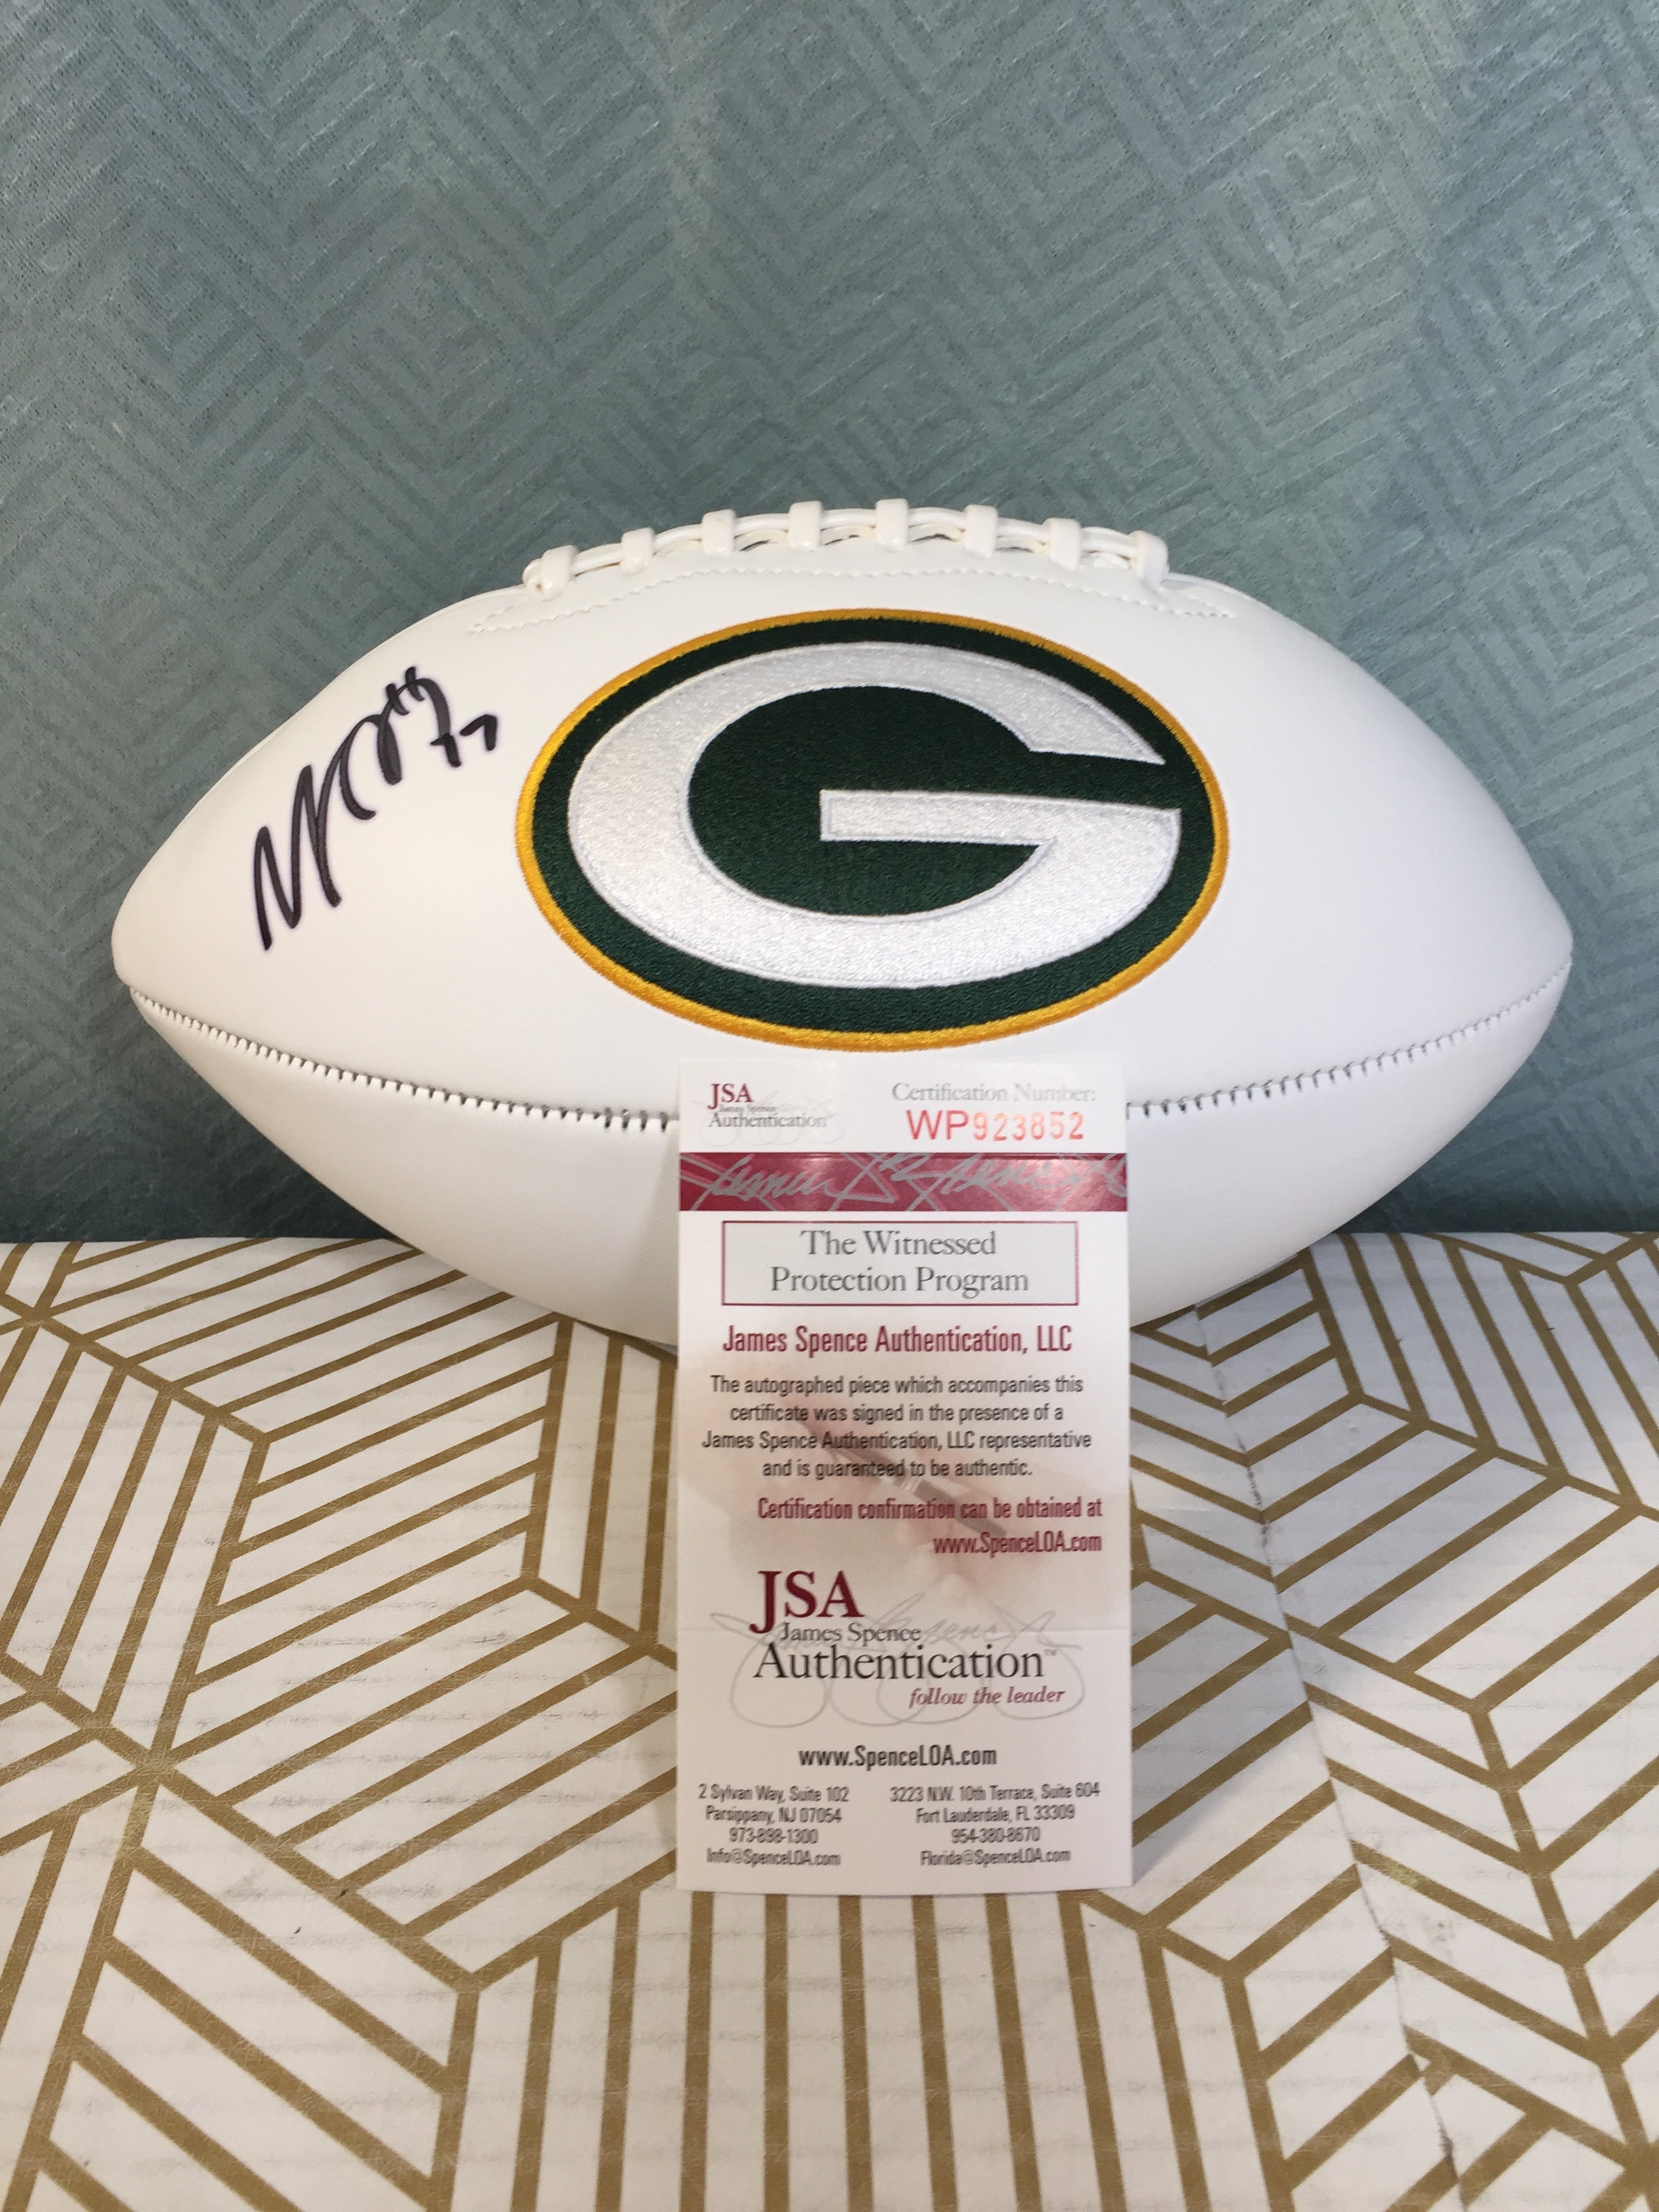 G
JSA
James Spence
Authentication™
Certification Number:
WP923852
The Witnessed
Protection Program
James Spence Authentication, LLC
The autographed piece which accompanies this
certificate was signed in the presence of a
James Spence Authentication, LLC representative
and is guaranteed to be authentic.
Certification confirmation can be obtained at
www.SpenceLOA.com
JSA
James Spence
Authentication™
follow the leader
www.SpenceLOA.com
2 Sylvan Way, Suite 102
Parsippany, NJ 07054
973-898-1300
Info@SpenceLOA.com
3223 N.W. 10th Terrace, Suite 604
Fort Lauderdale, FL 33309
954-380-8670
Florida@SpenceLOA.com